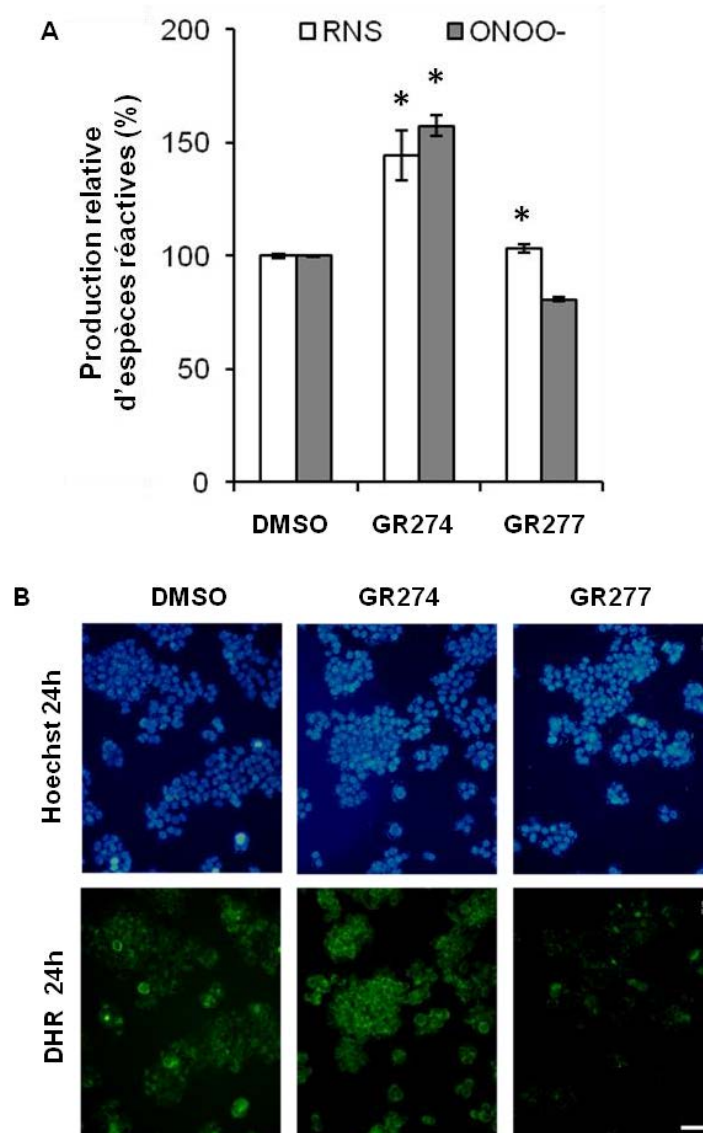 A
200
RNS
ONOO-
*
*
*
150
100
50
0
Production relative
d'espèces réactives (%)
DMSO
GR274
GR277
B
DMSO
GR274
GR277
Hoechst 24h
DHR 24h